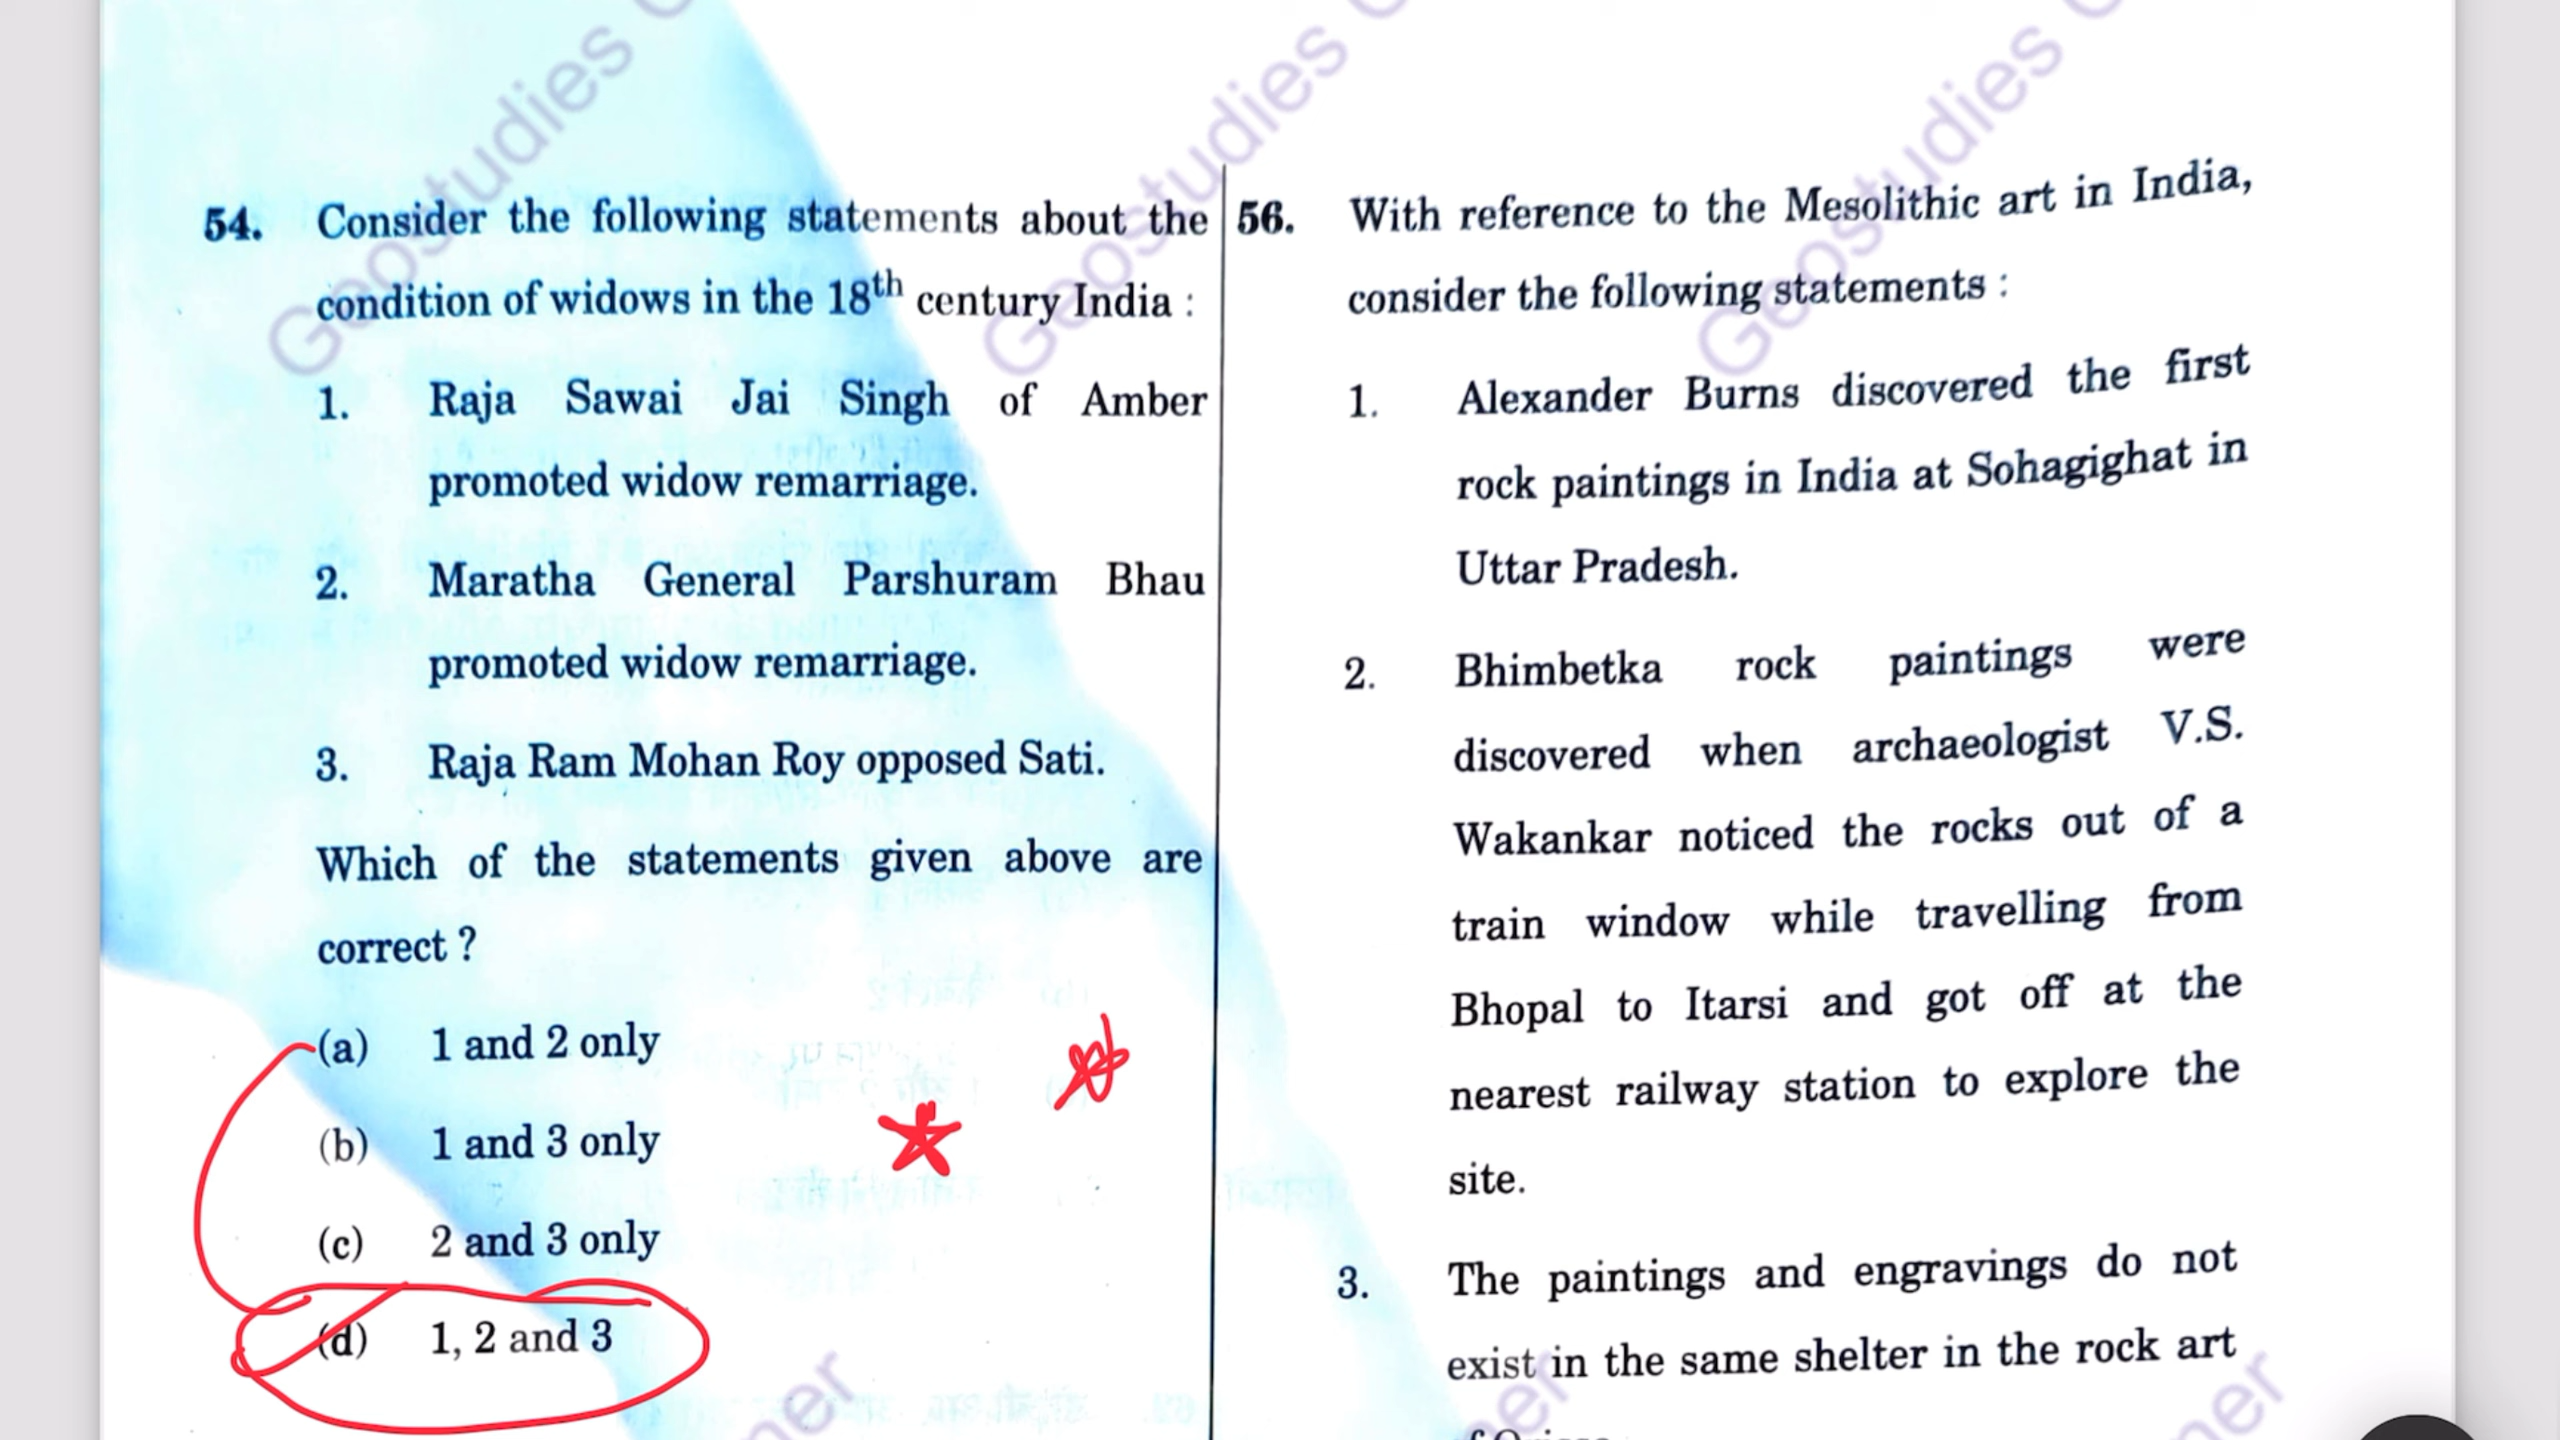 54. Consider the following statements about the
condition of widows in the 18th century India :
1. Raja Sawai Jai Singh of Amber
promoted widow remarriage.
2. Maratha General Parshuram Bhau
promoted widow remarriage.
3. Raja Ram Mohan Roy opposed Sati.
Which of the statements given above are
correct ?
(a) 1 and 2 only
(b) 1 and 3 only
(c) 2 and 3 only
(d) 1, 2 and 3
56. With reference to the Mesolithic art in India,
consider the following statements :
1. Alexander Burns discovered the first
rock paintings in India at Sohagighat in
Uttar Pradesh.
2. Bhimbetka rock paintings were
discovered when archaeologist V.S.
Wakankar noticed the rocks out of a
train window while travelling from
Bhopal to Itarsi and got off at the
nearest railway station to explore the
site.
3. The paintings and engravings do not
exist in the same shelter in the rock art
Geostudies
Geostudies
Geostudies